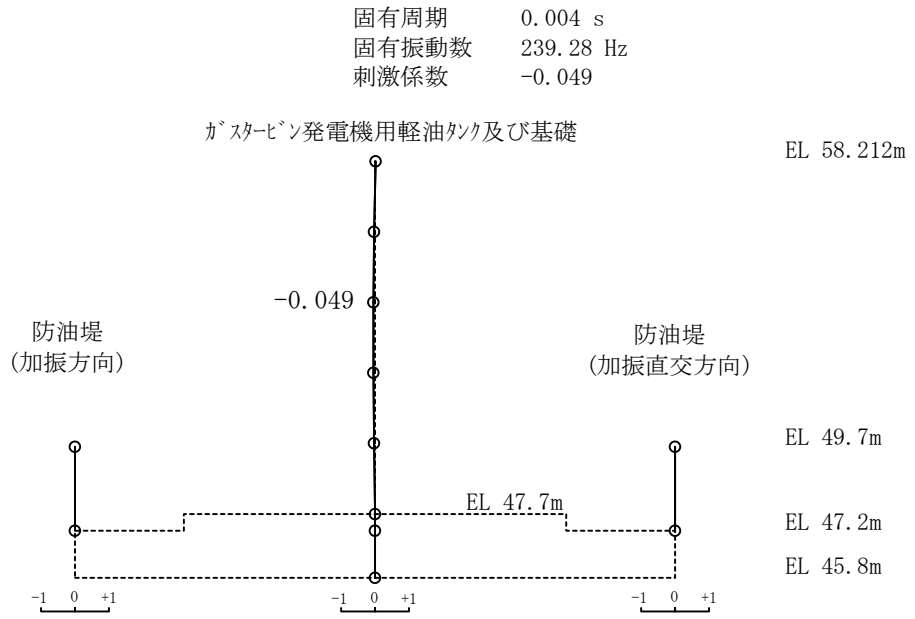 固有周期 0.004 s
固有振動数 239.28 Hz
刺激係数 -0.049
ｶﾞｽﾀｰﾋﾞﾝ発電機用軽油ﾀﾝｸ及び基礎
EL 58.212m
-0.049
防油堤
(加振方向)
防油堤
(加振直交方向)
EL 49.7m
EL 47.7m
EL 47.2m
EL 45.8m
-1 0 +1
-1 0 +1
-1 0 +1